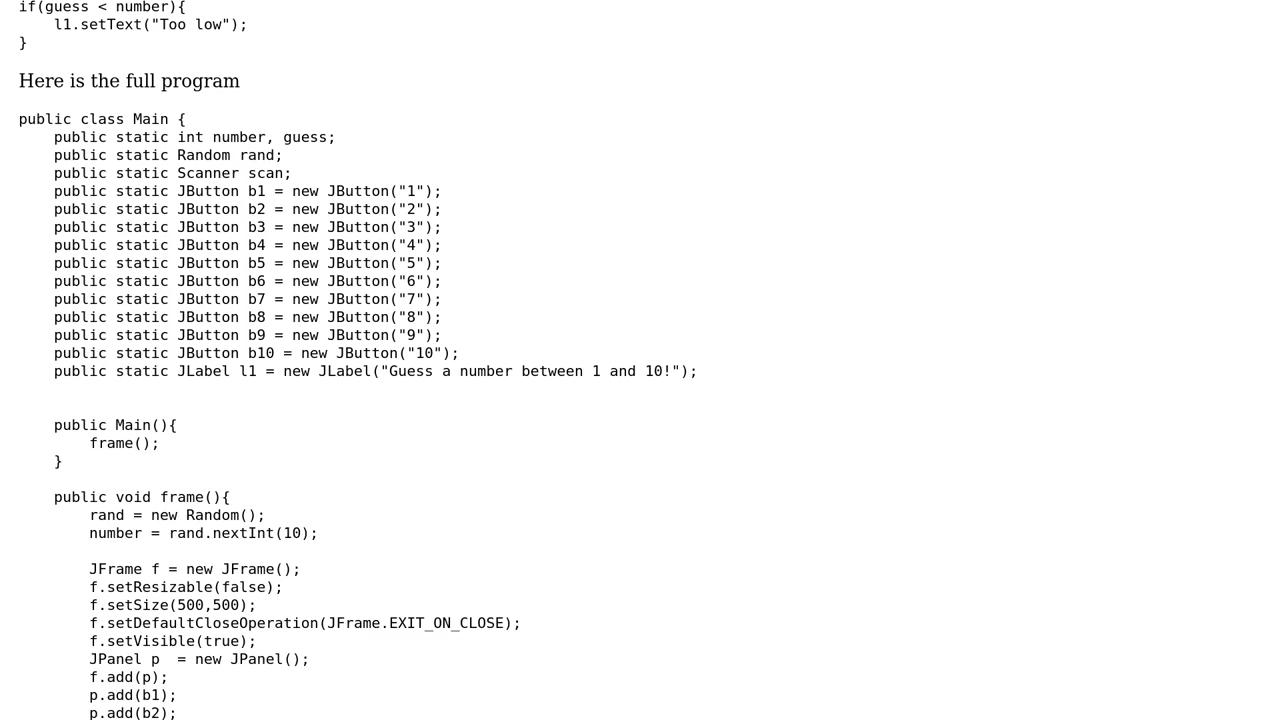 if(guess < number){
    l1.setText("Too low");
}
Here is the full program
public class Main {
    public static int number, guess;
    public static Random rand;
    public static Scanner scan;
    public static JButton b1 = new JButton("1");
    public static JButton b2 = new JButton("2");
    public static JButton b3 = new JButton("3");
    public static JButton b4 = new JButton("4");
    public static JButton b5 = new JButton("5");
    public static JButton b6 = new JButton("6");
    public static JButton b7 = new JButton("7");
    public static JButton b8 = new JButton("8");
    public static JButton b9 = new JButton("9");
    public static JButton b10 = new JButton("10");
    public static JLabel l1 = new JLabel("Guess a number between 1 and 10!");
    public Main(){
        frame();
    }
    public void frame(){
        rand = new Random();
        number = rand.nextInt(10);
        JFrame f = new JFrame();
        f.setResizable(false);
        f.setSize(500,500);
        f.setDefaultCloseOperation(JFrame.EXIT_ON_CLOSE);
        f.setVisible(true);
        JPanel p  = new JPanel();
        f.add(p);
        p.add(b1);
        p.add(b2);